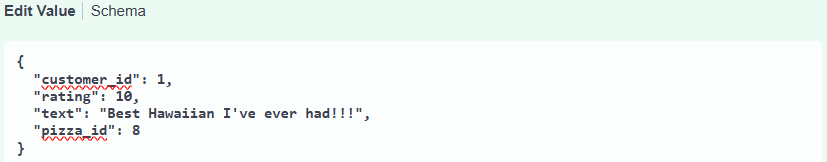 Edit Value Schema
{
"customer_id": 1,
"rating": 10,
"text": "Best Hawaiian I've ever had!!!",
"pizza_id": 8
}